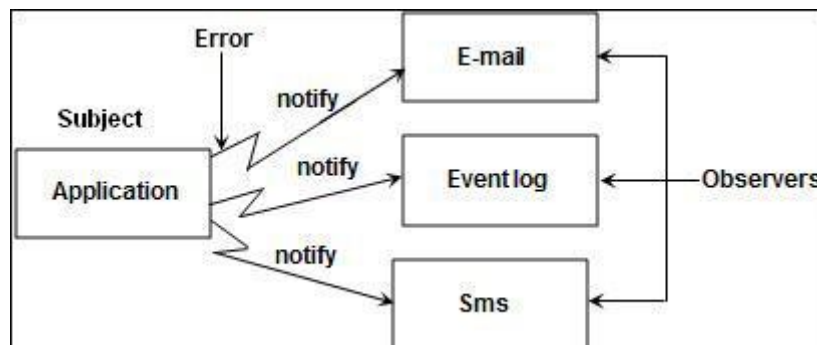 Error
E-mail
notify
Subject
Application
notify
Event log
Observers
notify
Sms